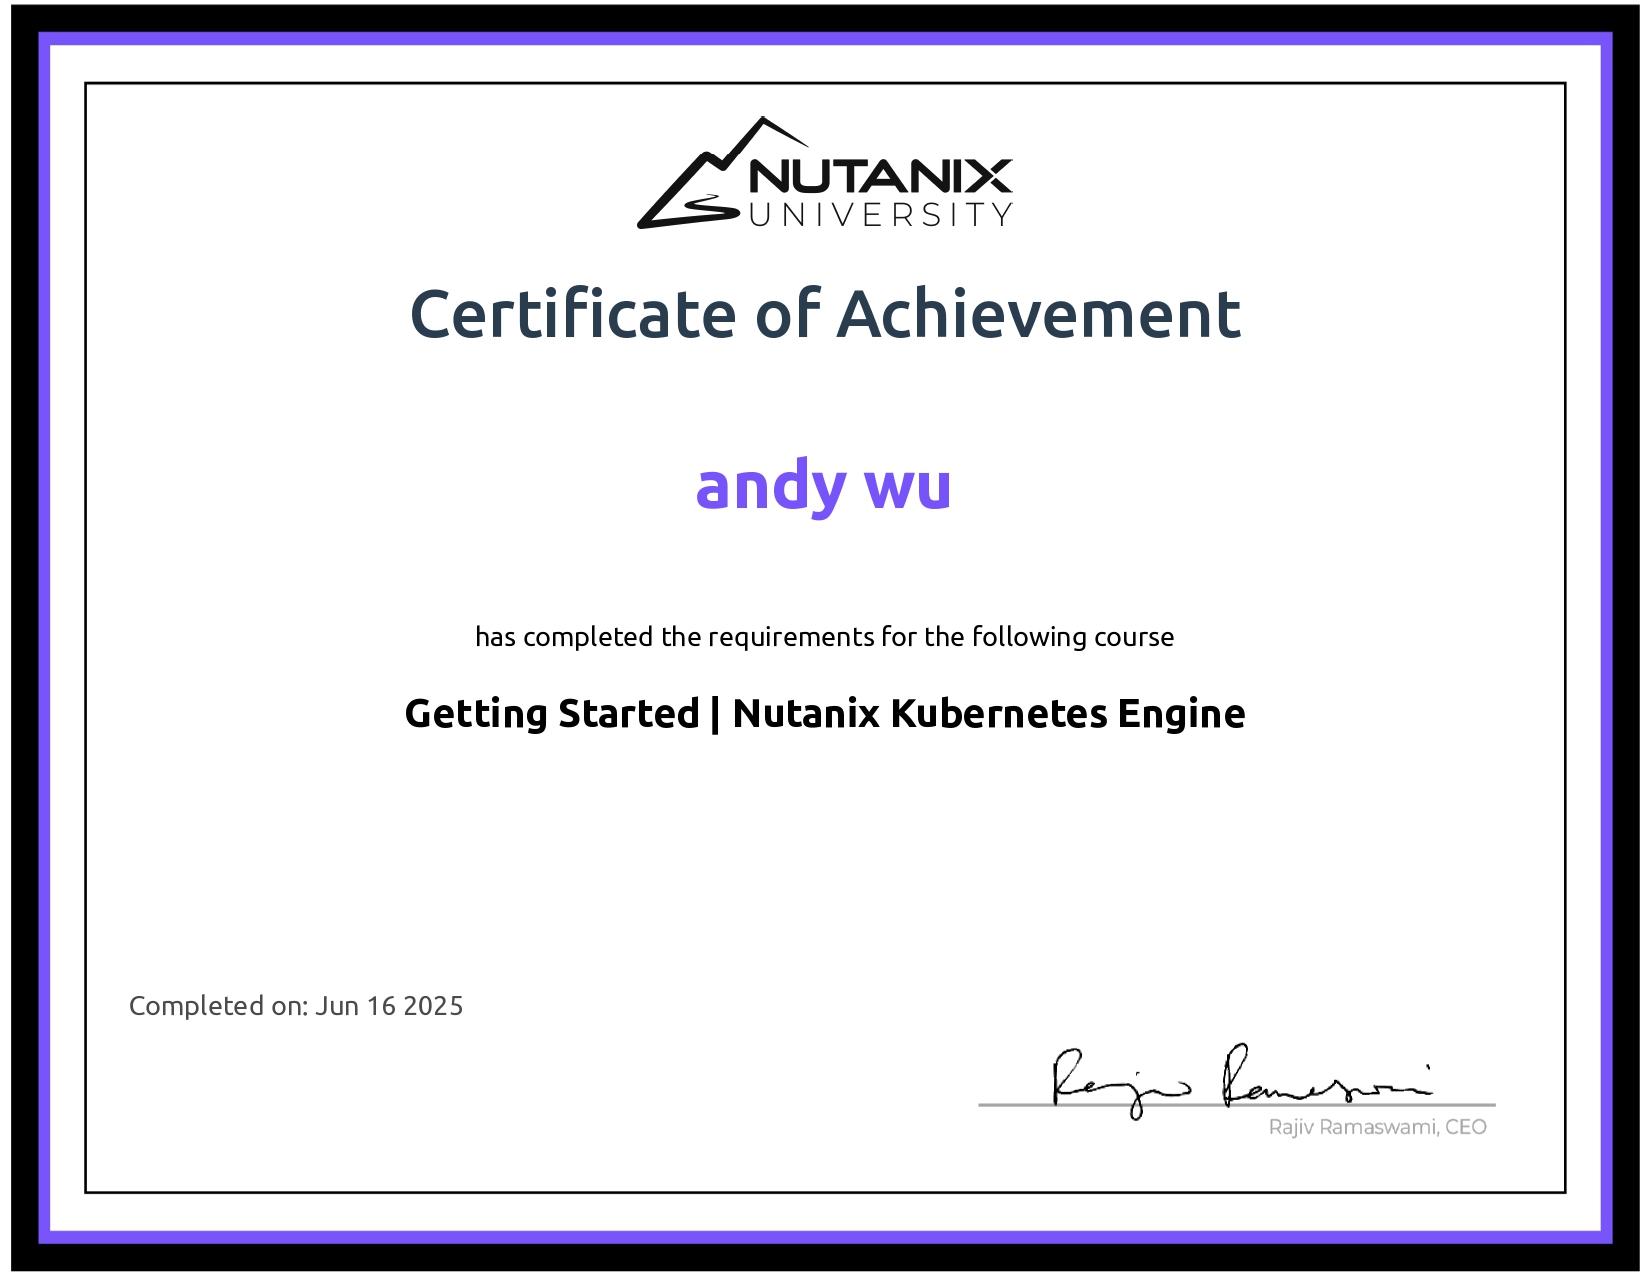 NUTANIX
UNIVERSITY
Certificate of Achievement
andy wu
has completed the requirements for the following course
Getting Started | Nutanix Kubernetes Engine
Completed on: Jun 16 2025
Rajiv Ramaswami
Rajiv Ramaswami, CEO